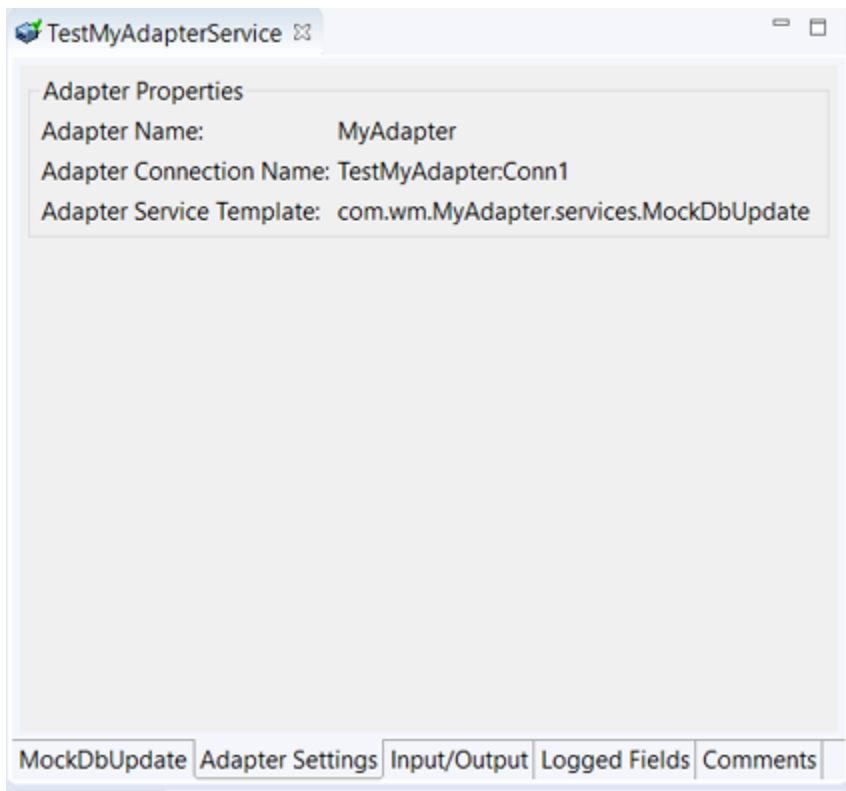 TestMyAdapterService
Adapter Properties
Adapter Name: MyAdapter
Adapter Connection Name: TestMyAdapter:Conn1
Adapter Service Template: com.wm.MyAdapter.services.MockDbUpdate
MockDbUpdate Adapter Settings Input/Output Logged Fields Comments